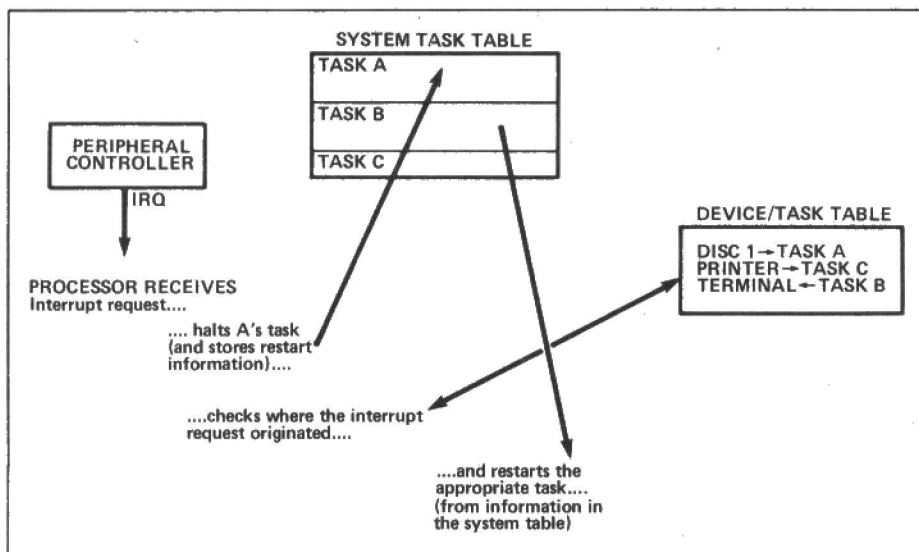 SYSTEM TASK TABLE
TASK A
TASK B
TASK C
PERIPHERAL
CONTROLLER
IRQ
DEVICE/TASK TABLE
DISC 1→TASK A
PRINTER→TASK C
TERMINAL←TASK B
PROCESSOR RECEIVES
Interrupt request....
.... halts A's task
(and stores restart
information)....
....checks where the interrupt
request originated....
....and restarts the
appropriate task....
(from information in
the system table)